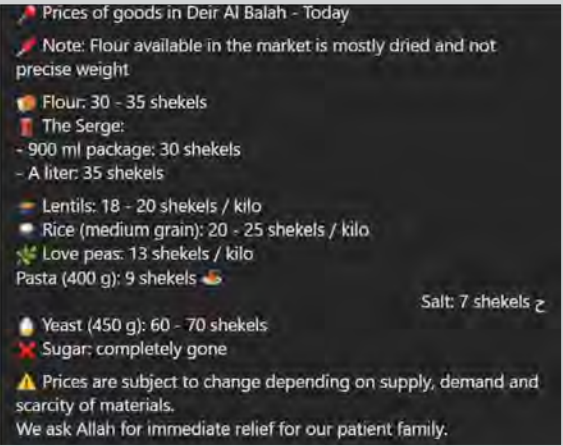 Prices of goods in Deir Al Balah - Today
Note: Flour available in the market is mostly dried and not
precise weight
Flour: 30 - 35 shekels
The Serge:
- 900 ml package: 30 shekels
- A liter: 35 shekels
Lentils: 18 - 20 shekels / kilo
Rice (medium grain): 20 - 25 shekels / kilo
Love peas: 13 shekels / kilo
Pasta (400 g): 9 shekels
Salt: 7 shekels ح
Yeast (450 g): 60 - 70 shekels
Sugar: completely gone
Prices are subject to change depending on supply, demand and
scarcity of materials.
We ask Allah for immediate relief for our patient family.